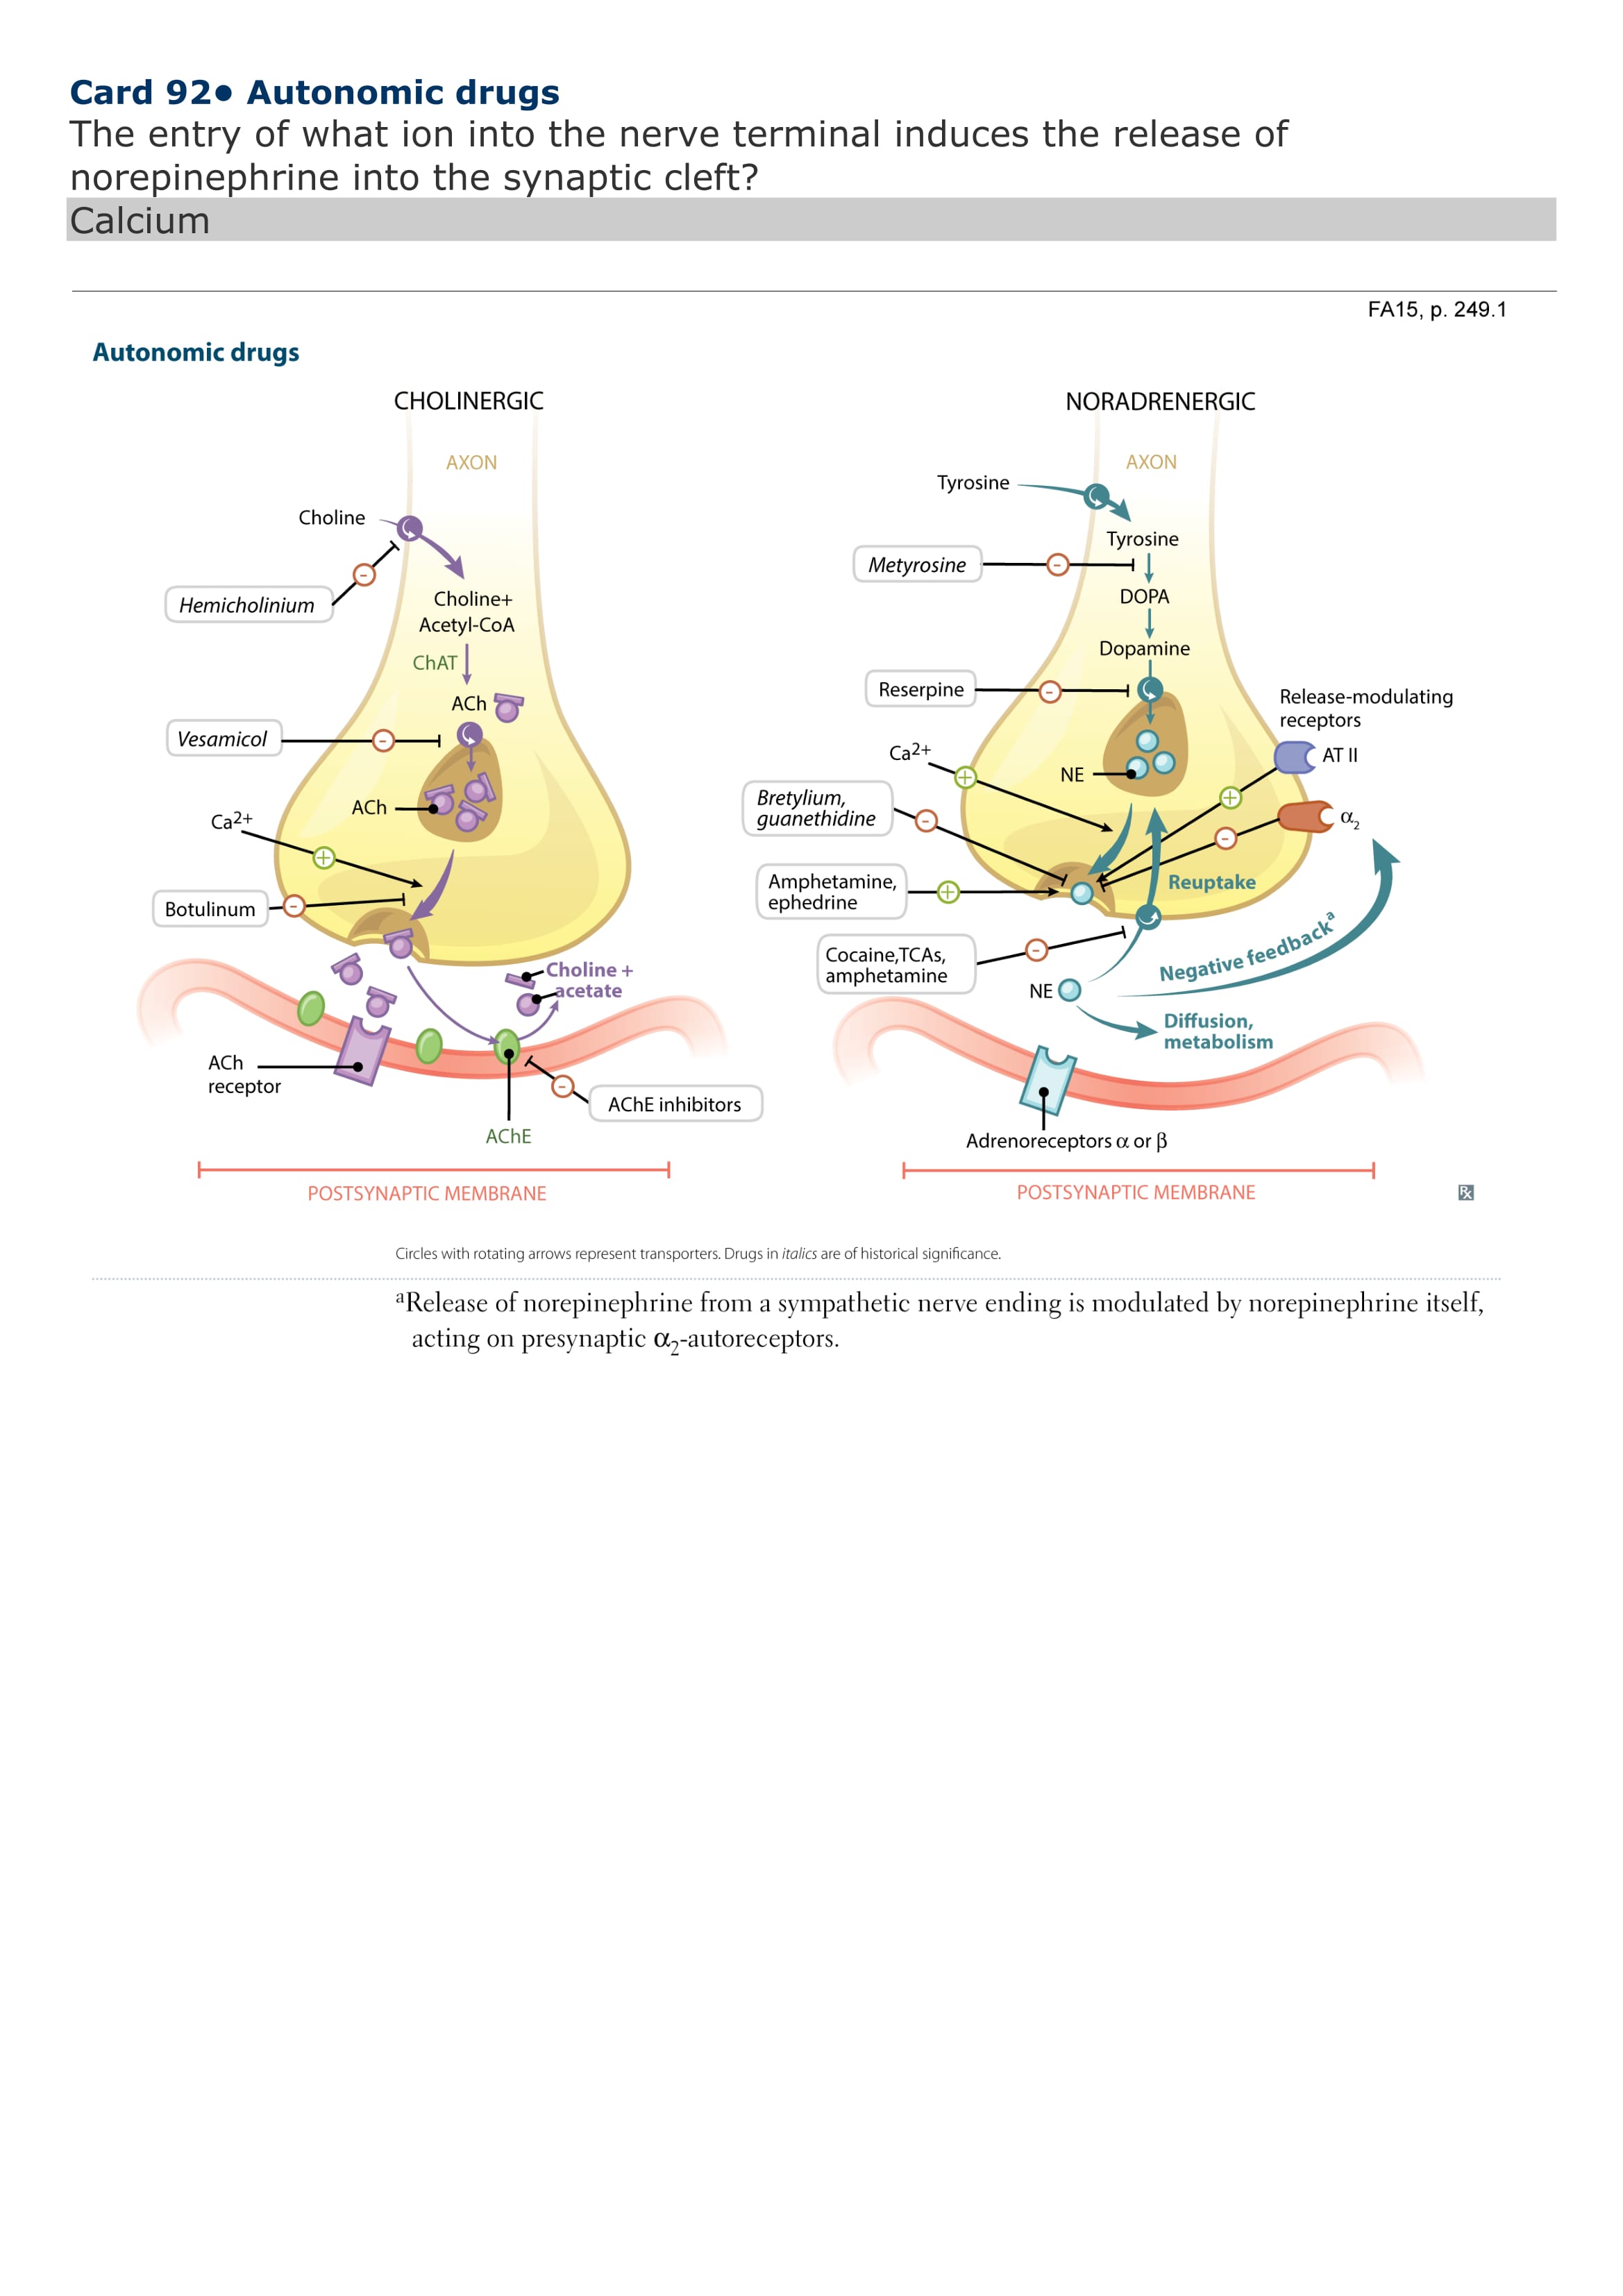 Card 92● Autonomic drugs
The entry of what ion into the nerve terminal induces the release of
norepinephrine into the synaptic cleft?
Calcium
FA15, p. 249.1
Autonomic drugs
CHOLINERGIC
AXON
Choline
Hemicholinium
Choline+
Acetyl-CoA
ChAT
ACh
Vesamicol
ACh
Ca2+
Botulinum
Choline +
acetate
ACh
receptor
AChE inhibitors
AChE
POSTSYNAPTIC MEMBRANE
NORADRENERGIC
AXON
Tyrosine
Tyrosine
Metyrosine
DOPA
Dopamine
Reserpine
Release-modulating
receptors
AT II
Ca2+
NE
Bretylium,
guanethidine
α2
Amphetamine,
ephedrine
Reuptake
Negative feedback a
Cocaine,TCAs,
amphetamine
NE
Diffusion,
metabolism
Adrenoreceptors α or β
POSTSYNAPTIC MEMBRANE
Rx
Circles with rotating arrows represent transporters. Drugs in italics are of historical significance.
aRelease of norepinephrine from a sympathetic nerve ending is modulated by norepinephrine itself,
acting on presynaptic α2-autoreceptors.